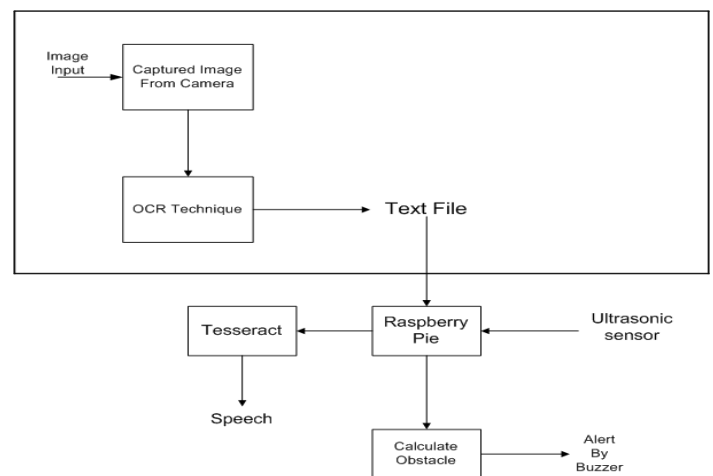 Image
Input
Captured Image
From Camera
OCR Technique
Text File
Tesseract
Raspberry
Pie
Ultrasonic
sensor
Speech
Calculate
Obstacle
Alert
By
Buzzer